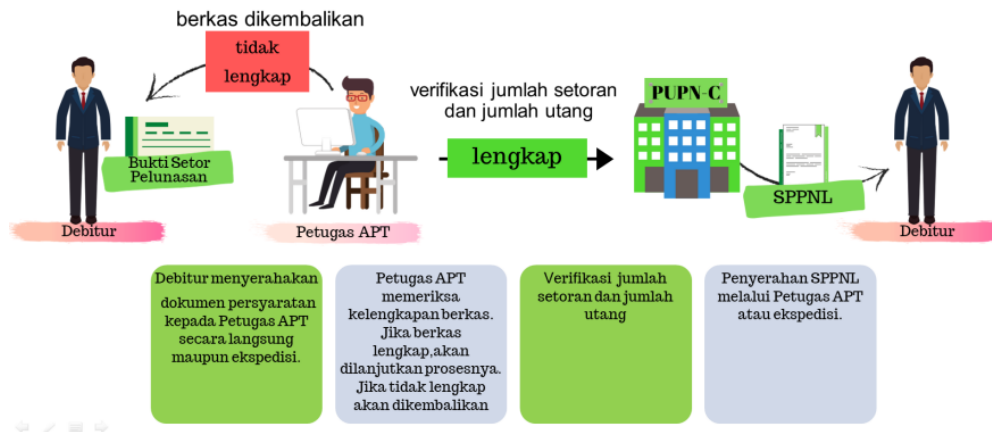 berkas dikembalikan
tidak
lengkap
verifikasi jumlah setoran
dan jumlah utang
PUPN-C
lengkap
Bukti Setor
Pelunasan
SPPNL
Debitur
Petugas APT
Debitur
Debitur menyerahakan
dokumen persyaratan
kepada Petugas APT
secara langsung
maupun ekspedisi.
Petugas APT
memeriksa
kelengkapan berkas.
Jika berkas
lengkap,akan
dilanjutkan prosesnya.
Jika tidak lengkap
akan dikembalikan
Verifikasi jumlah
setoran dan jumlah
utang
Penyerahan SPPNL
melalui Petugas APT
atau ekspedisi.